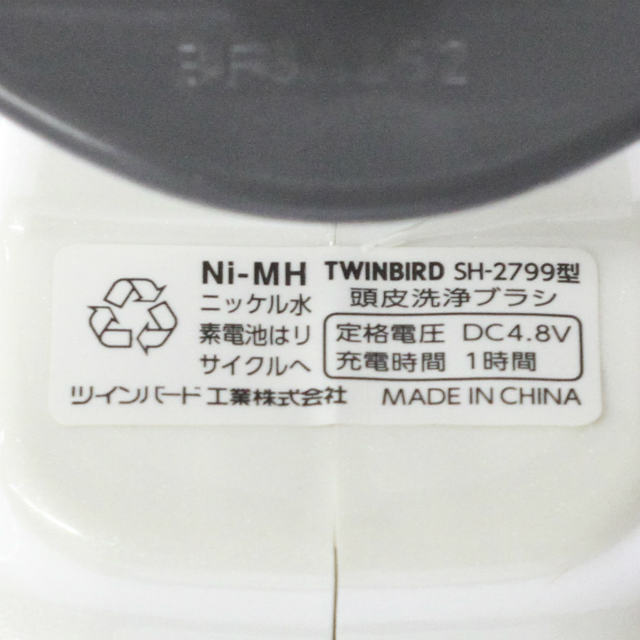 Ni-MH
ニッケル水
素電池はリ
サイクルへ
TWINBIRD SH-2799型
頭皮洗浄ブラシ
定格電圧 DC4.8V
充電時間 1時間
ツインバード工業株式会社 MADE IN CHINA